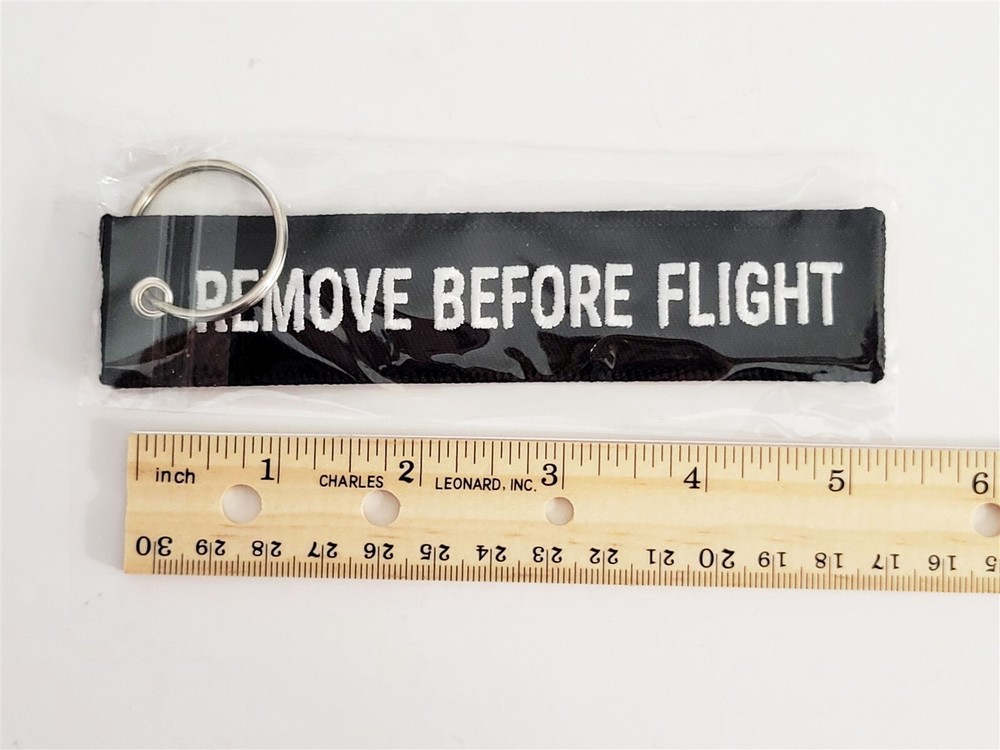 REMOVE BEFORE FLIGHT
1 2 3 4 5 6
inch CHARLES LEONARD, INC.
30 29 28 27 26 25 24 23 22 21 20 19 18 17 16